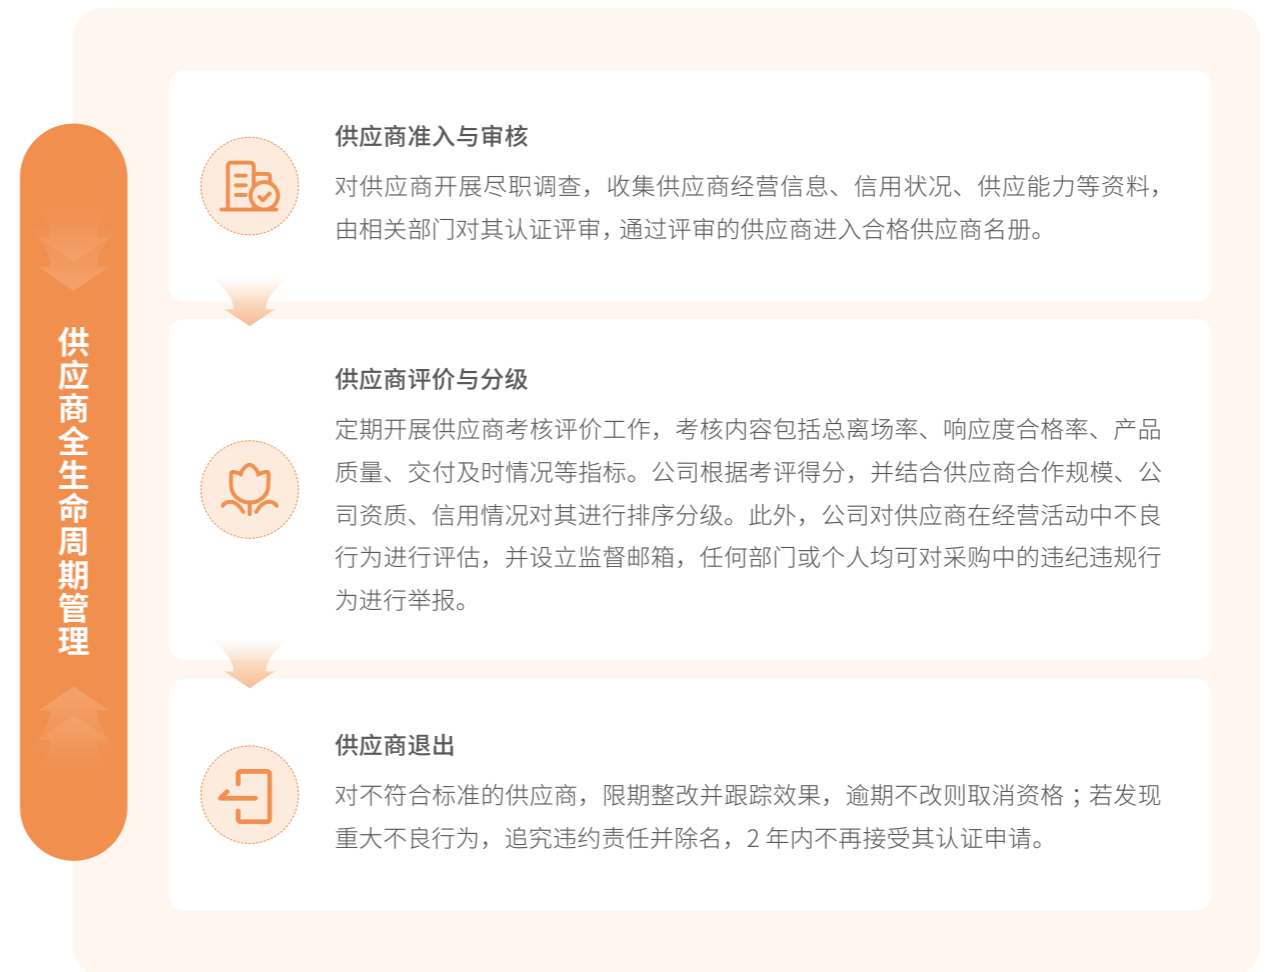 供应商全生命周期管理
供应商准入与审核
对供应商开展尽职调查，收集供应商经营信息、信用状况、供应能力等资料，
由相关部门对其认证评审，通过评审的供应商进入合格供应商名册。
供应商评价与分级
定期开展供应商考核评价工作，考核内容包括总离场率、响应度合格率、产品
质量、交付及时情况等指标。公司根据考评得分，并结合供应商合作规模、公
司资质、信用情况对其进行排序分级。此外，公司对供应商在经营活动中不良
行为进行评估，并设立监督邮箱，任何部门或个人均可对采购中的违纪违规行
为进行举报。
供应商退出
对不符合标准的供应商，限期整改并跟踪效果，逾期不改则取消资格；若发现
重大不良行为，追究违约责任并除名，2 年内不再接受其认证申请。